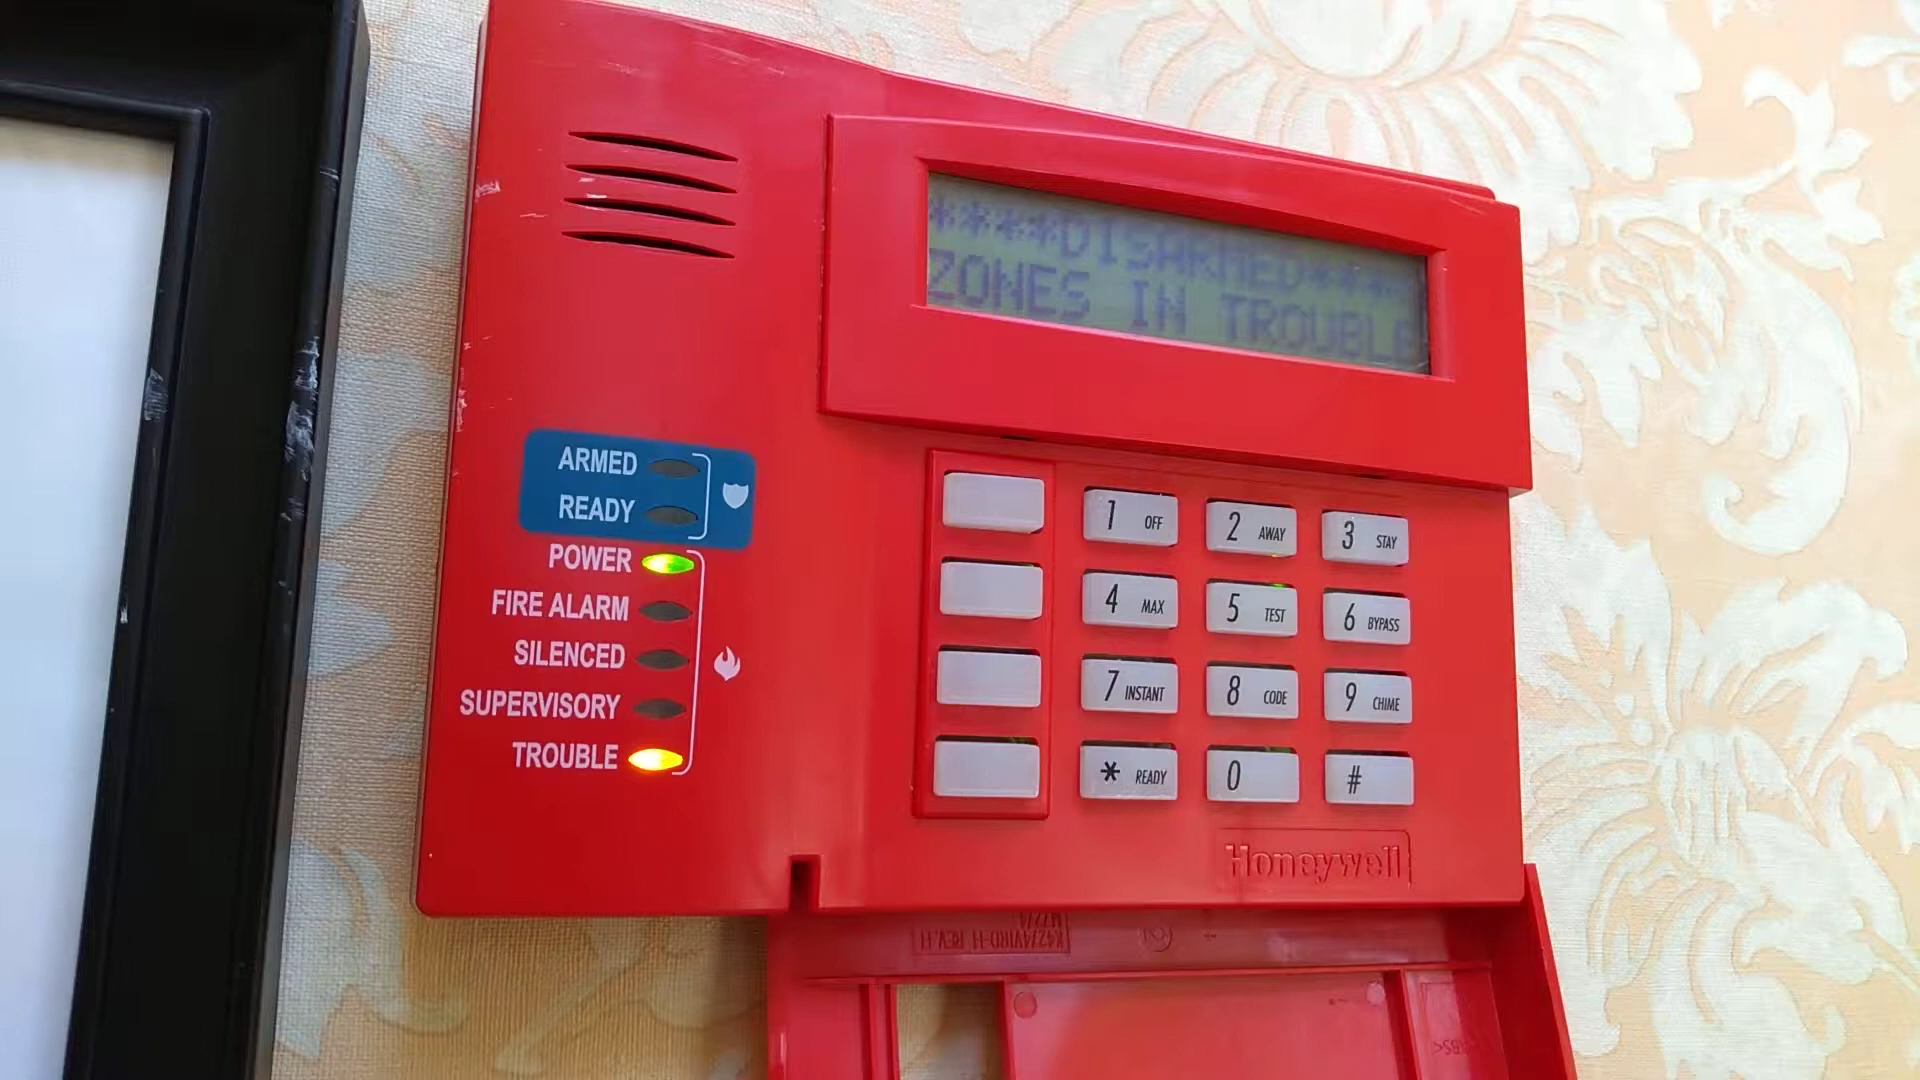 ****DISARMED****
ZONES IN TROUBLE
ARMED
READY
POWER
FIRE ALARM
SILENCED
SUPERVISORY
TROUBLE
1 OFF
2 AWAY
3 STAY
4 MAX
5 TEST
6 BYPASS
7 INSTANT
8 CODE
9 CHIME
* READY
0
#
Honeywell